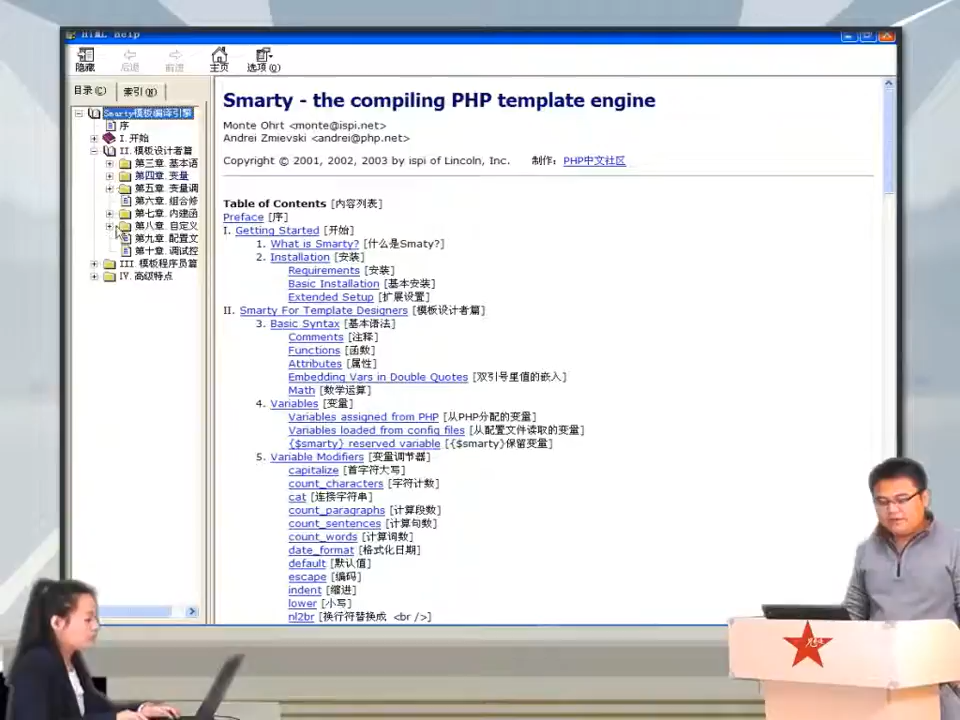 HTML Help
隐藏 后退 前进 主页 选项(O)
目录(C) 索引(N)
Smarty模板编译引擎
序
I. 开始
II. 模板设计者篇
第三章. 基本语
第四章. 变量
第五章. 变量调
第六章. 组合修
第七章. 内建函
第八章. 自定义
第九章. 配置文
第十章. 调试控
III. 模板程序员篇
IV. 高级特点
Smarty - the compiling PHP template engine
Monte Ohrt <monte@ispi.net>
Andrei Zmievski <andrei@php.net>
Copyright © 2001, 2002, 2003 by ispi of Lincoln, Inc. 制作: PHP中文社区
Table of Contents [内容列表]
Preface [序]
I. Getting Started [开始]
1. What is Smarty? [什么是Smaty?]
2. Installation [安装]
Requirements [安装]
Basic Installation [基本安装]
Extended Setup [扩展设置]
II. Smarty For Template Designers [模板设计者篇]
3. Basic Syntax [基本语法]
Comments [注释]
Functions [函数]
Attributes [属性]
Embedding Vars in Double Quotes [双引号里值的嵌入]
Math [数学运算]
4. Variables [变量]
Variables assigned from PHP [从PHP分配的变量]
Variables loaded from config files [从配置文件读取的变量]
{$smarty} reserved variable [{$smarty}保留变量]
5. Variable Modifiers [变量调节器]
capitalize [首字符大写]
count_characters [字符计数]
cat [连接字符串]
count_paragraphs [计算段数]
count_sentences [计算句数]
count_words [计算词数]
date_format [格式化日期]
default [默认值]
escape [编码]
indent [缩进]
lower [小写]
nl2br [换行符替换成 <br />]